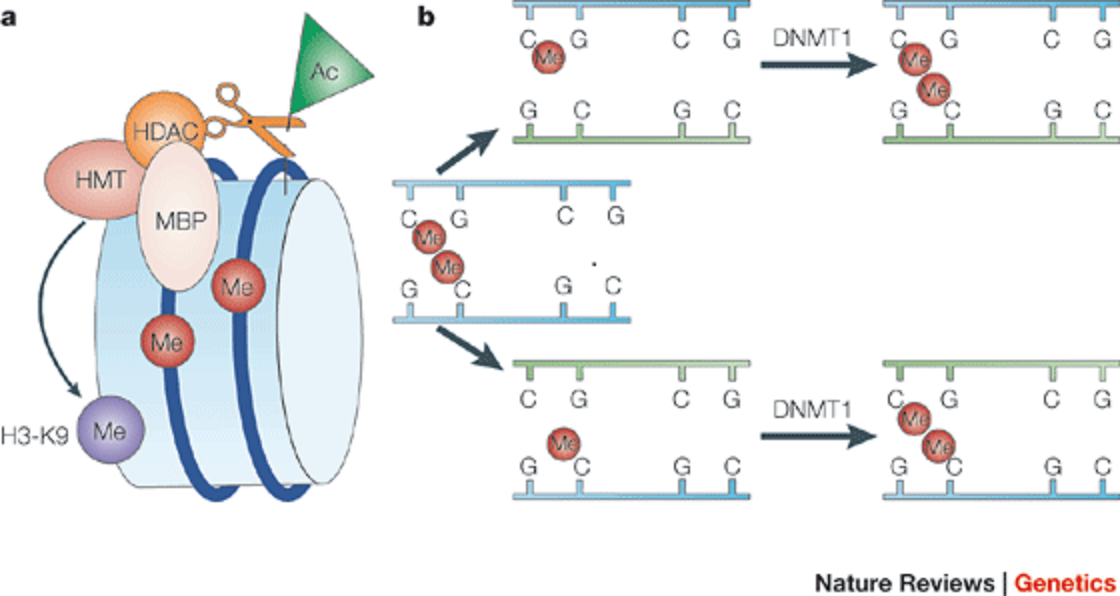 a
Ac
HDAC
HMT
MBP
Me
Me
H3-K9 Me
b
C Me G C G
G C G C
DNMT1
C Me G C G
G Me C G C
C Me G C G
G Me C G C
C G C G
G Me C G C
DNMT1
C Me G C G
G Me C G C
Nature Reviews | Genetics